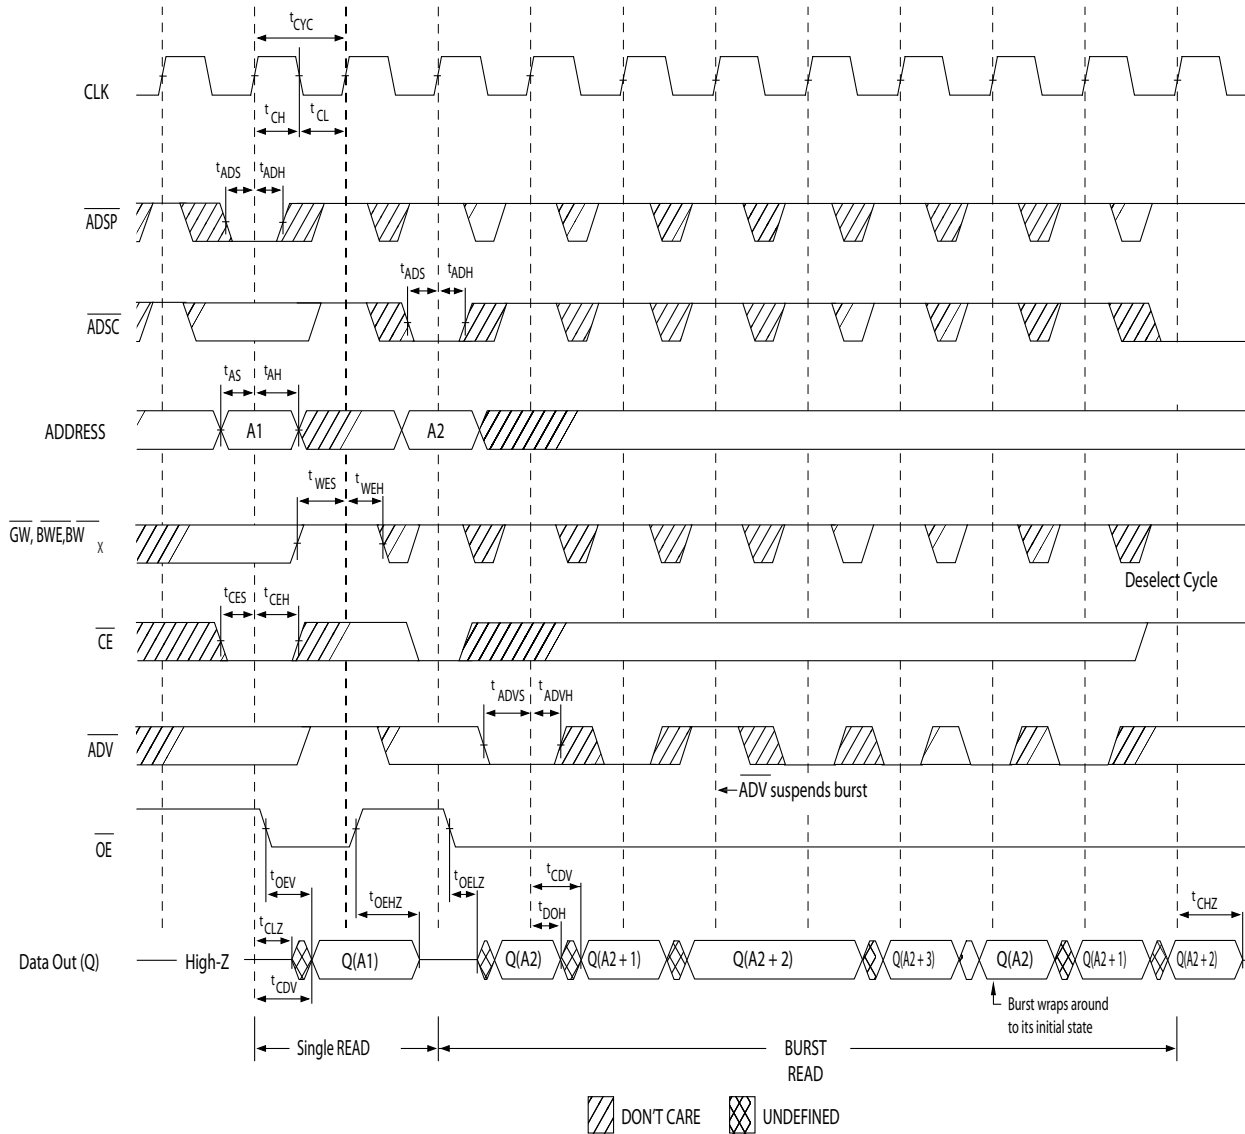 tCYC
CLK
tCH
tCL
tADS
tADH
ADSP
tADS
tADH
ADSC
tAS
tAH
ADDRESS
A1
A2
tWES
tWEH
GW, BWE,BW X
Deselect Cycle
tCES
tCEH
CE
tADVS
tADVH
ADV
ADV suspends burst
OE
tOEV
tOEHZ
tOELZ
tCDV
tDOH
tCHZ
tCLZ
Data Out (Q)
High-Z
Q(A1)
Q(A2)
Q(A2 + 1)
Q(A2 + 2)
Q(A2 + 3)
Q(A2)
Q(A2 + 1)
Q(A2 + 2)
tCDV
Burst wraps around
to its initial state
Single READ
BURST
READ
DON'T CARE
UNDEFINED